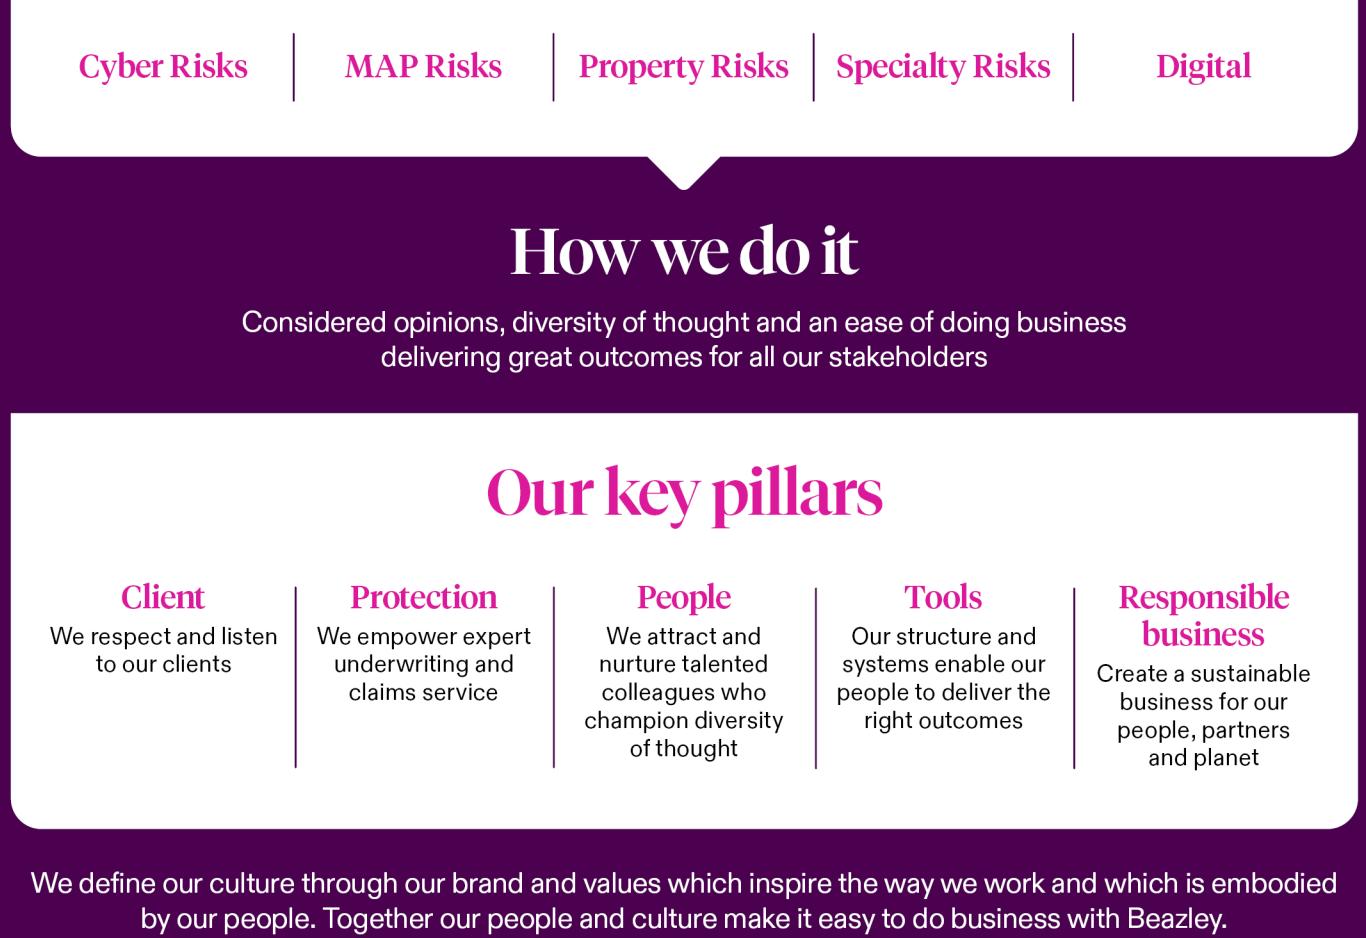 Cyber Risks
MAP Risks
Property Risks
Specialty Risks
Digital
How we do it
Considered opinions, diversity of thought and an ease of doing business
delivering great outcomes for all our stakeholders
Our key pillars
Client
We respect and listen
to our clients
Protection
We empower expert
underwriting and
claims service
People
We attract and
nurture talented
colleagues who
champion diversity
of thought
Tools
Our structure and
systems enable our
people to deliver the
right outcomes
Responsible
business
Create a sustainable
business for our
people, partners
and planet
We define our culture through our brand and values which inspire the way we work and which is embodied
by our people. Together our people and culture make it easy to do business with Beazley.